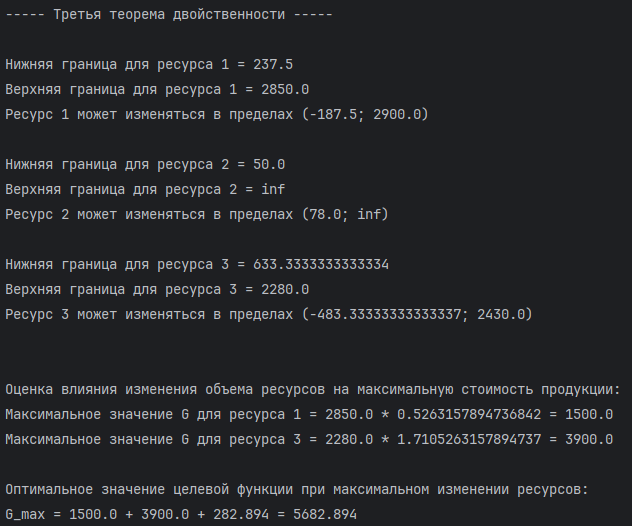 ----- Третья теорема двойственности -----
Нижняя граница для ресурса 1 = 237.5
Верхняя граница для ресурса 1 = 2850.0
Ресурс 1 может изменяться в пределах (-187.5; 2900.0)
Нижняя граница для ресурса 2 = 50.0
Верхняя граница для ресурса 2 = inf
Ресурс 2 может изменяться в пределах (78.0; inf)
Нижняя граница для ресурса 3 = 633.3333333333334
Верхняя граница для ресурса 3 = 2280.0
Ресурс 3 может изменяться в пределах (-483.33333333333337; 2430.0)
Оценка влияния изменения объема ресурсов на максимальную стоимость продукции:
Максимальное значение G для ресурса 1 = 2850.0 * 0.5263157894736842 = 1500.0
Максимальное значение G для ресурса 3 = 2280.0 * 1.7105263157894737 = 3900.0
Оптимальное значение целевой функции при максимальном изменении ресурсов:
G_max = 1500.0 + 3900.0 + 282.894 = 5682.894